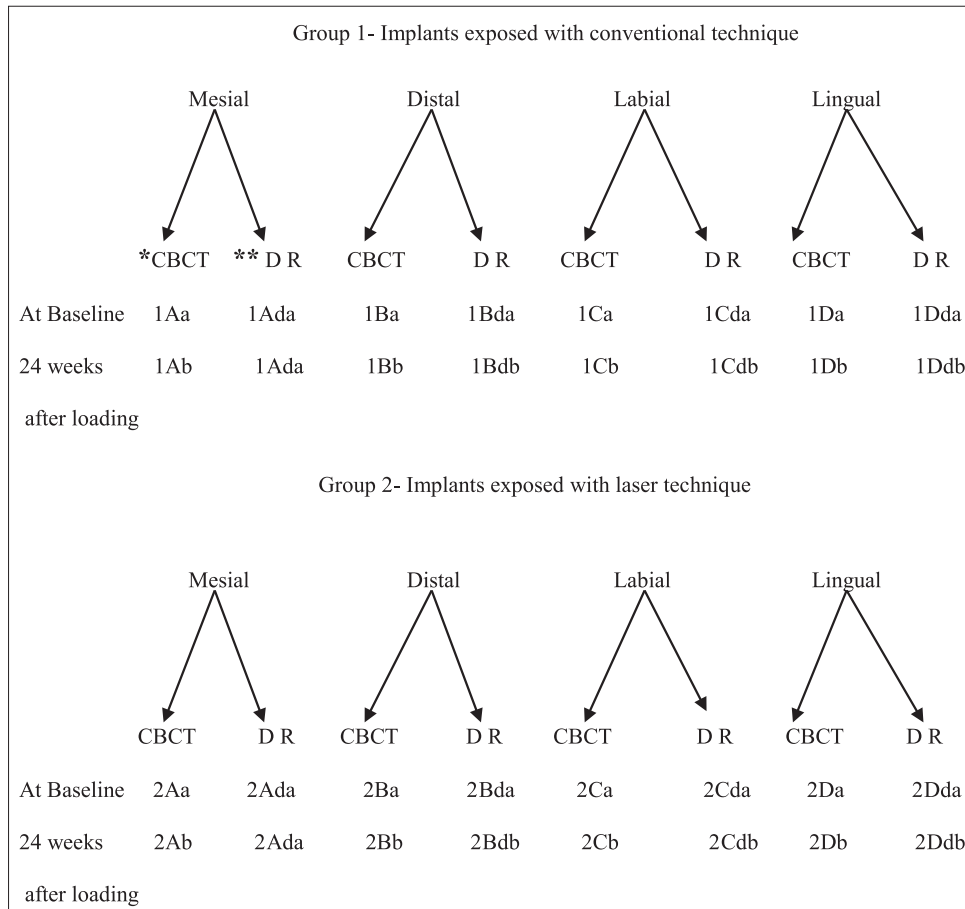 Group 1- Implants exposed with conventional technique
Mesial Distal Labial Lingual
*CBCT ** D R CBCT D R CBCT D R CBCT D R
At Baseline 1Aa 1Ada 1Ba 1Bda 1Ca 1Cda 1Da 1Dda
24 weeks 1Ab 1Ada 1Bb 1Bdb 1Cb 1Cdb 1Db 1Ddb
after loading
Group 2- Implants exposed with laser technique
Mesial Distal Labial Lingual
CBCT D R CBCT D R CBCT D R CBCT D R
At Baseline 2Aa 2Ada 2Ba 2Bda 2Ca 2Cda 2Da 2Dda
24 weeks 2Ab 2Ada 2Bb 2Bdb 2Cb 2Cdb 2Db 2Ddb
after loading